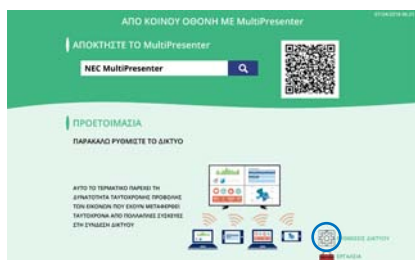 ΑΠΟ ΚΟΙΝΟΥ ΟΘΟΝΗ ΜΕ MultiPresenter
ΑΠΟΚΤΗΣΤΕ ΤΟ MultiPresenter
NEC MultiPresenter
ΠΡΟΕΤΟΙΜΑΣΙΑ
ΠΑΡΑΚΑΛΩ ΡΥΘΜΙΣΤΕ ΤΟ ΔΙΚΤΥΟ
ΑΥΤΟ ΤΟ ΤΕΡΜΑΤΙΚΟ ΠΑΡΕΧΕΙ ΤΗ
ΔΥΝΑΤΟΤΗΤΑ ΤΑΥΤΟΧΡΟΝΗΣ ΠΡΟΒΟΛΗΣ
ΤΩΝ ΕΙΚΟΝΩΝ ΠΟΥ ΕΧΟΥΝ ΜΕΤΑΦΕΡΘΕΙ
ΤΑΥΤΟΧΡΟΝΑ ΑΠΟ ΠΟΛΛΑΠΛΕΣ ΣΥΣΚΕΥΕΣ
ΣΤΗ ΣΥΝΔΕΣΗ ΔΙΚΤΥΟΥ
ΡΥΘΜΙΣΕΙΣ ΔΙΚΤΥΟΥ
ΕΡΓΑΛΕΙΑ